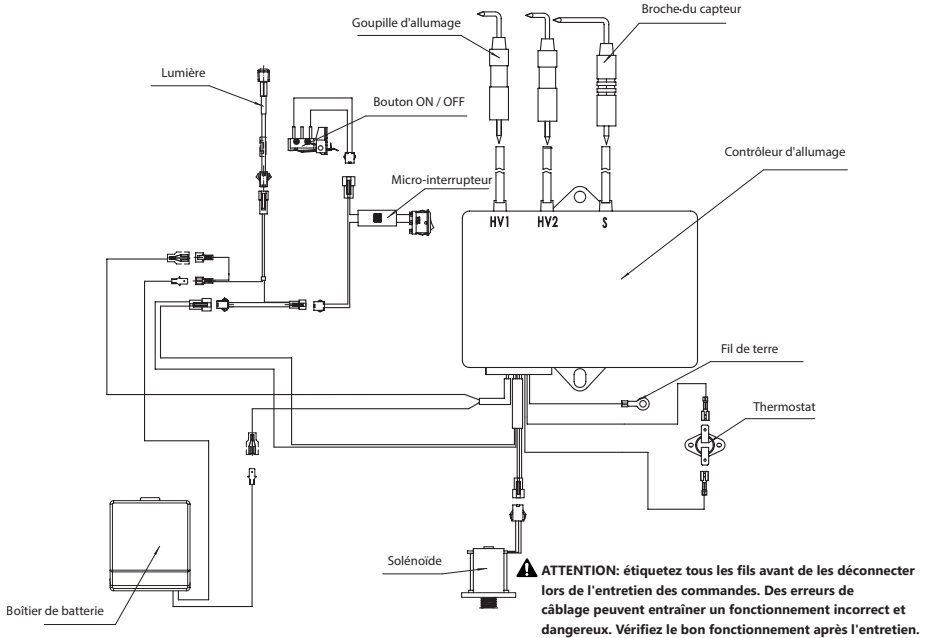 Broche·du capteur
Goupille d'allumage
Lumière
Bouton ON / OFF
Contrôleur d'allumage
Micro-interrupteur
HV1
HV2
S
Fil de terre
Thermostat
Solénoïde
Boîtier de batterie
ATTENTION: étiquetez tous les fils avant de les déconnecter
lors de l'entretien des commandes. Des erreurs de
câblage peuvent entraîner un fonctionnement incorrect et
dangereux. Vérifiez le bon fonctionnement après l'entretien.